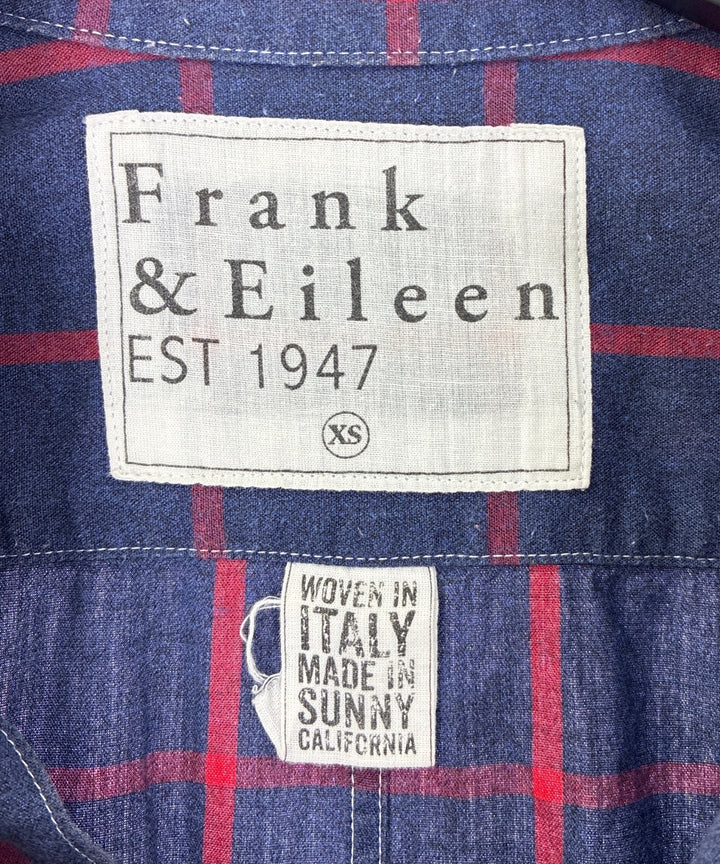 Frank
& Eileen
EST 1947
XS
WOVEN IN
ITALY
MADE IN
SUNNY
CALIFORNIA